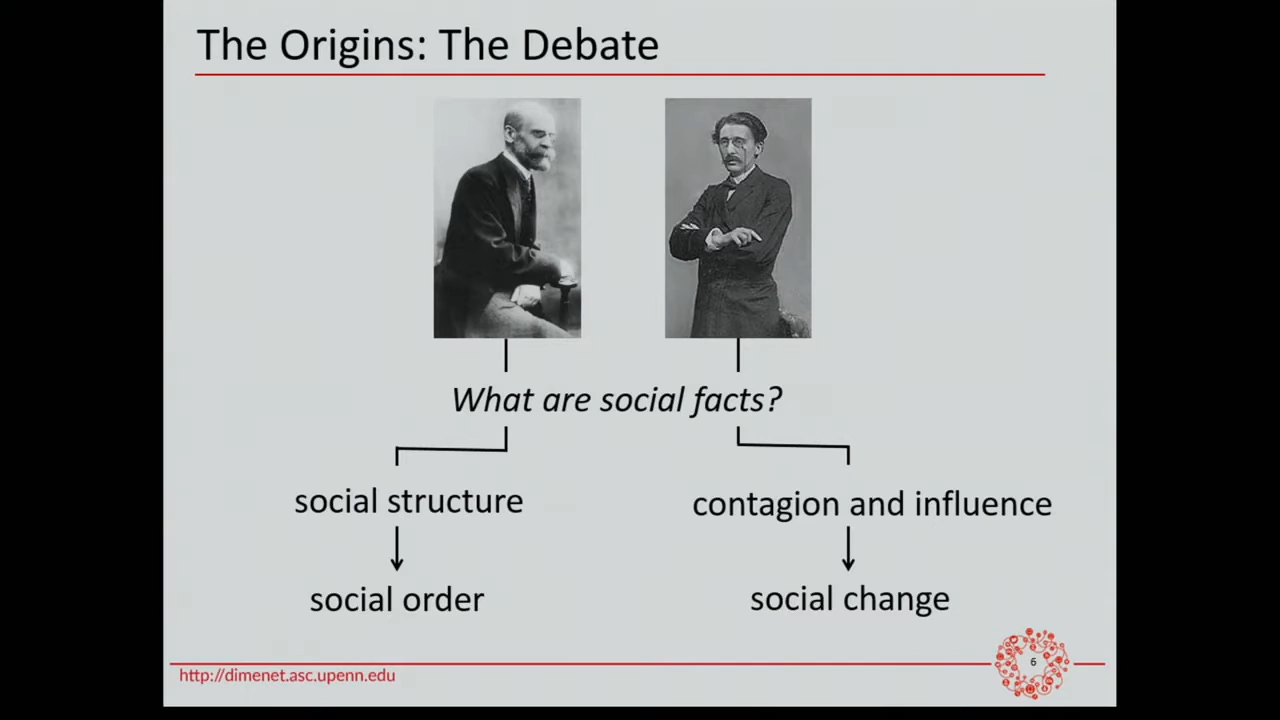 The Origins: The Debate
What are social facts?
social structure
contagion and influence
social order
social change
http://dimenet.asc.upenn.edu
6